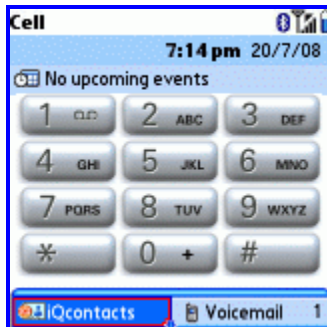 Cell
7:14 pm 20/7/08
No upcoming events
1 2 ABC 3 DEF
4 GHI 5 JKL 6 MNO
7 PQRS 8 TUV 9 WXYZ
* 0 + #
iQcontacts Voicemail 1